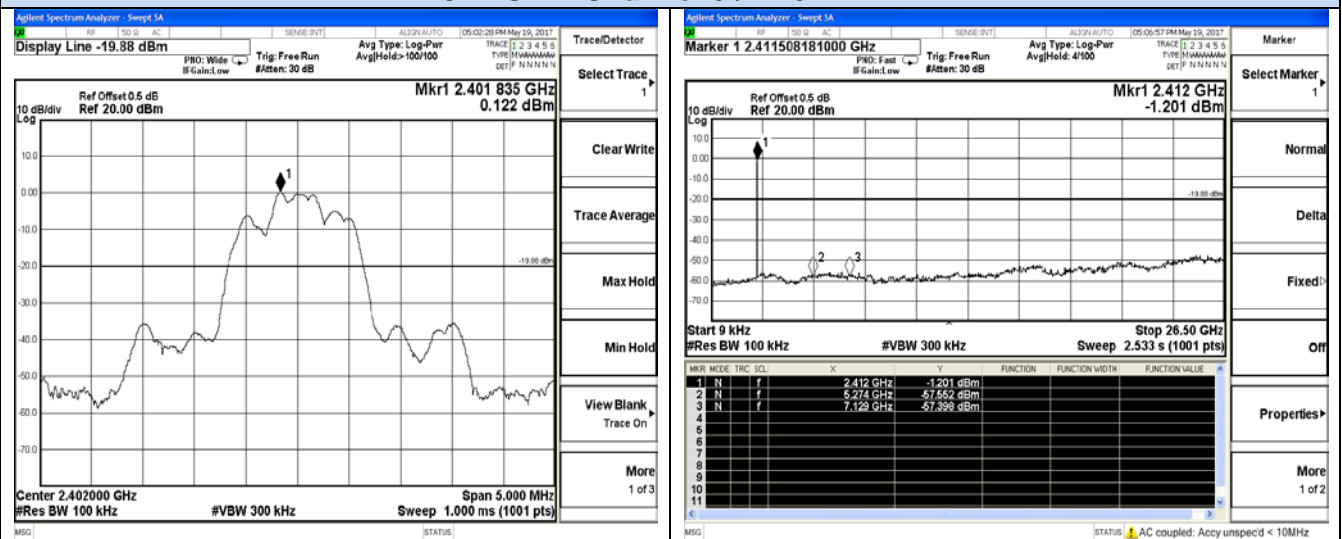 Agilent Spectrum Analyzer - Swept SA
RF 50 Ω AC SENSE:INT ALIGN AUTO 05:02:28 PM May 19, 2017
Display Line -19.88 dBm
PNO: Wide
IFGain:Low
Trig: Free Run
#Atten: 30 dB
Avg Type: Log-Pwr
Avg|Hold:>100/100
TRACE 1 2 3 4 5 6
TYPE MWWWWW
DET P NNNNN
Ref Offset 0.5 dB
10 dB/div Ref 20.00 dBm
Log
Mkr1 2.401 835 GHz
0.122 dBm
10.0
0.00
-10.0
-20.0
-30.0
-40.0
-50.0
-60.0
-70.0
1
-19.88 dBm
Center 2.402000 GHz Span 5.000 MHz
#Res BW 100 kHz #VBW 300 kHz Sweep 1.000 ms (1001 pts)
MSG STATUS
Trace/Detector
Select Trace
1
Clear Write
Trace Average
Max Hold
Min Hold
View Blank
Trace On
More
1 of 3
Agilent Spectrum Analyzer - Swept SA
RF 50 Ω AC SENSE:INT ALIGN AUTO 05:06:57 PM May 19, 2017
Marker 1 2.411508181000 GHz
PNO: Fast
IFGain:Low
Trig: Free Run
#Atten: 30 dB
Avg Type: Log-Pwr
Avg|Hold: 4/100
TRACE 1 2 3 4 5 6
TYPE MWWWWW
DET P NNNNN
Ref Offset 0.5 dB
10 dB/div Ref 20.00 dBm
Log
Mkr1 2.412 GHz
-1.201 dBm
10.0
0.00
-10.0
-20.0
-30.0
-40.0
-50.0
-60.0
-70.0
1
2
3
-19.88 dBm
Start 9 kHz Stop 26.50 GHz
#Res BW 100 kHz #VBW 300 kHz Sweep 2.533 s (1001 pts)
MKR MODE TRC SCL X Y FUNCTION FUNCTION WIDTH FUNCTION VALUE
1 N f 2.412 GHz -1.201 dBm
2 N f 5.274 GHz -57.552 dBm
3 N f 7.129 GHz -57.398 dBm
4
5
6
7
8
9
10
11
MSG STATUS AC coupled: Accy unspec'd < 10MHz
Marker
Select Marker
1
Normal
Delta
Fixed
Off
Properties
More
1 of 2